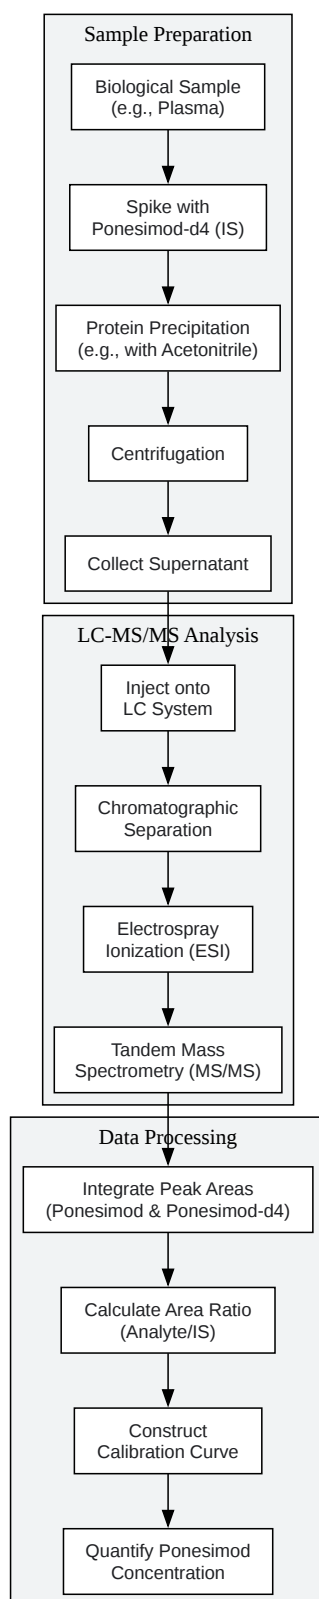 Sample Preparation
Biological Sample
(e.g., Plasma)
Spike with
Ponesimod-d4 (IS)
Protein Precipitation
(e.g., with Acetonitrile)
Centrifugation
Collect Supernatant
LC-MS/MS Analysis
Inject onto
LC System
Chromatographic
Separation
Electrospray
Ionization (ESI)
Tandem Mass
Spectrometry (MS/MS)
Data Processing
Integrate Peak Areas
(Ponesimod & Ponesimod-d4)
Calculate Area Ratio
(Analyte/IS)
Construct
Calibration Curve
Quantify Ponesimod
Concentration